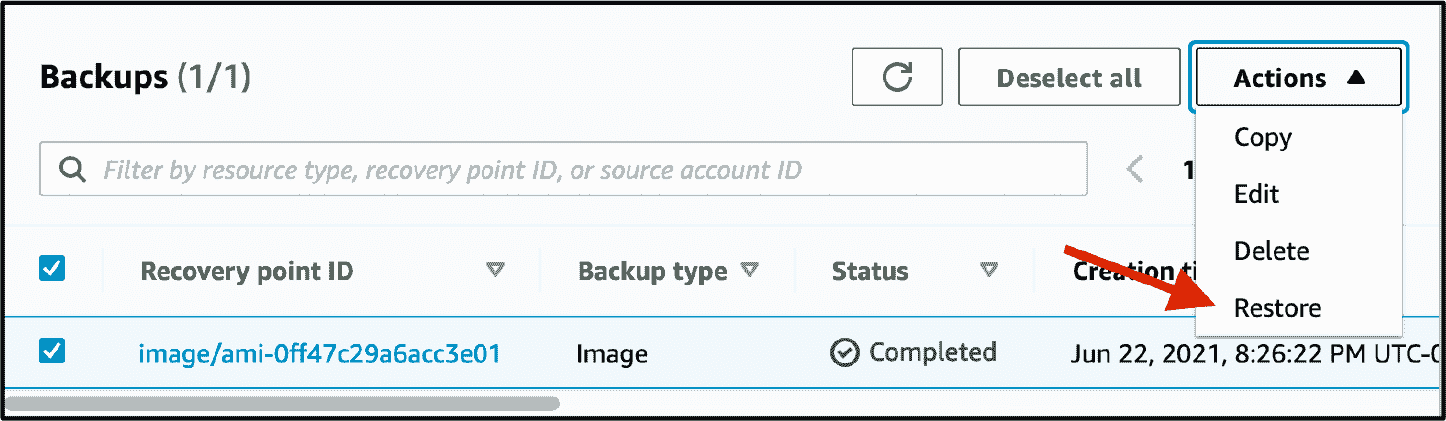 Backups (1/1)
Deselect all
Actions
Copy
Edit
Delete
Restore
Filter by resource type, recovery point ID, or source account ID
1
Recovery point ID
Backup type
Status
Creation
image/ami-0ff47c29a6acc3e01
Image
Completed
Jun 22, 2021, 8:26:22 PM